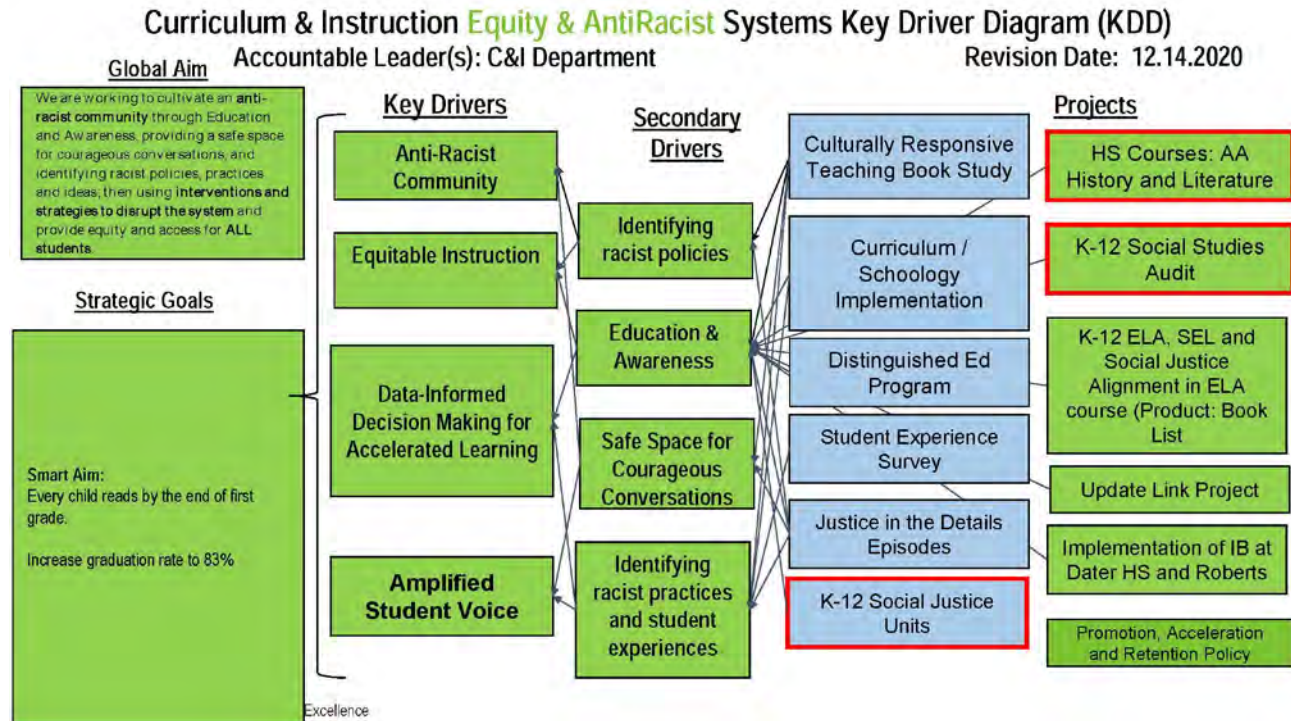 Curriculum & Instruction Equity & AntiRacist Systems Key Driver Diagram (KDD)
Accountable Leader(s): C&I Department
Revision Date: 12.14.2020
Global Aim
We are working to cultivate an anti-
racist community through Education
and Awareness, providing a safe space
for courageous conversations, and
identifying racist policies, practices
and ideas; then using interventions and
strategies to disrupt the system and
provide equity and access for ALL
students.
Strategic Goals
Smart Aim:
Every child reads by the end of first
grade.
Increase graduation rate to 83%
Excellence
Key Drivers
Anti-Racist
Community
Equitable Instruction
Data-Informed
Decision Making for
Accelerated Learning
Amplified
Student Voice
Secondary
Drivers
Identifying
racist policies
Education &
Awareness
Safe Space for
Courageous
Conversations
Identifying
racist practices
and student
experiences
Culturally Responsive
Teaching Book Study
Curriculum /
Schoology
Implementation
Distinguished Ed
Program
Student Experience
Survey
Justice in the Details
Episodes
K-12 Social Justice
Units
Projects
HS Courses: AA
History and Literature
K-12 Social Studies
Audit
K-12 ELA, SEL and
Social Justice
Alignment in ELA
course (Product: Book
List
Update Link Project
Implementation of IB at
Dater HS and Roberts
Promotion, Acceleration
and Retention Policy